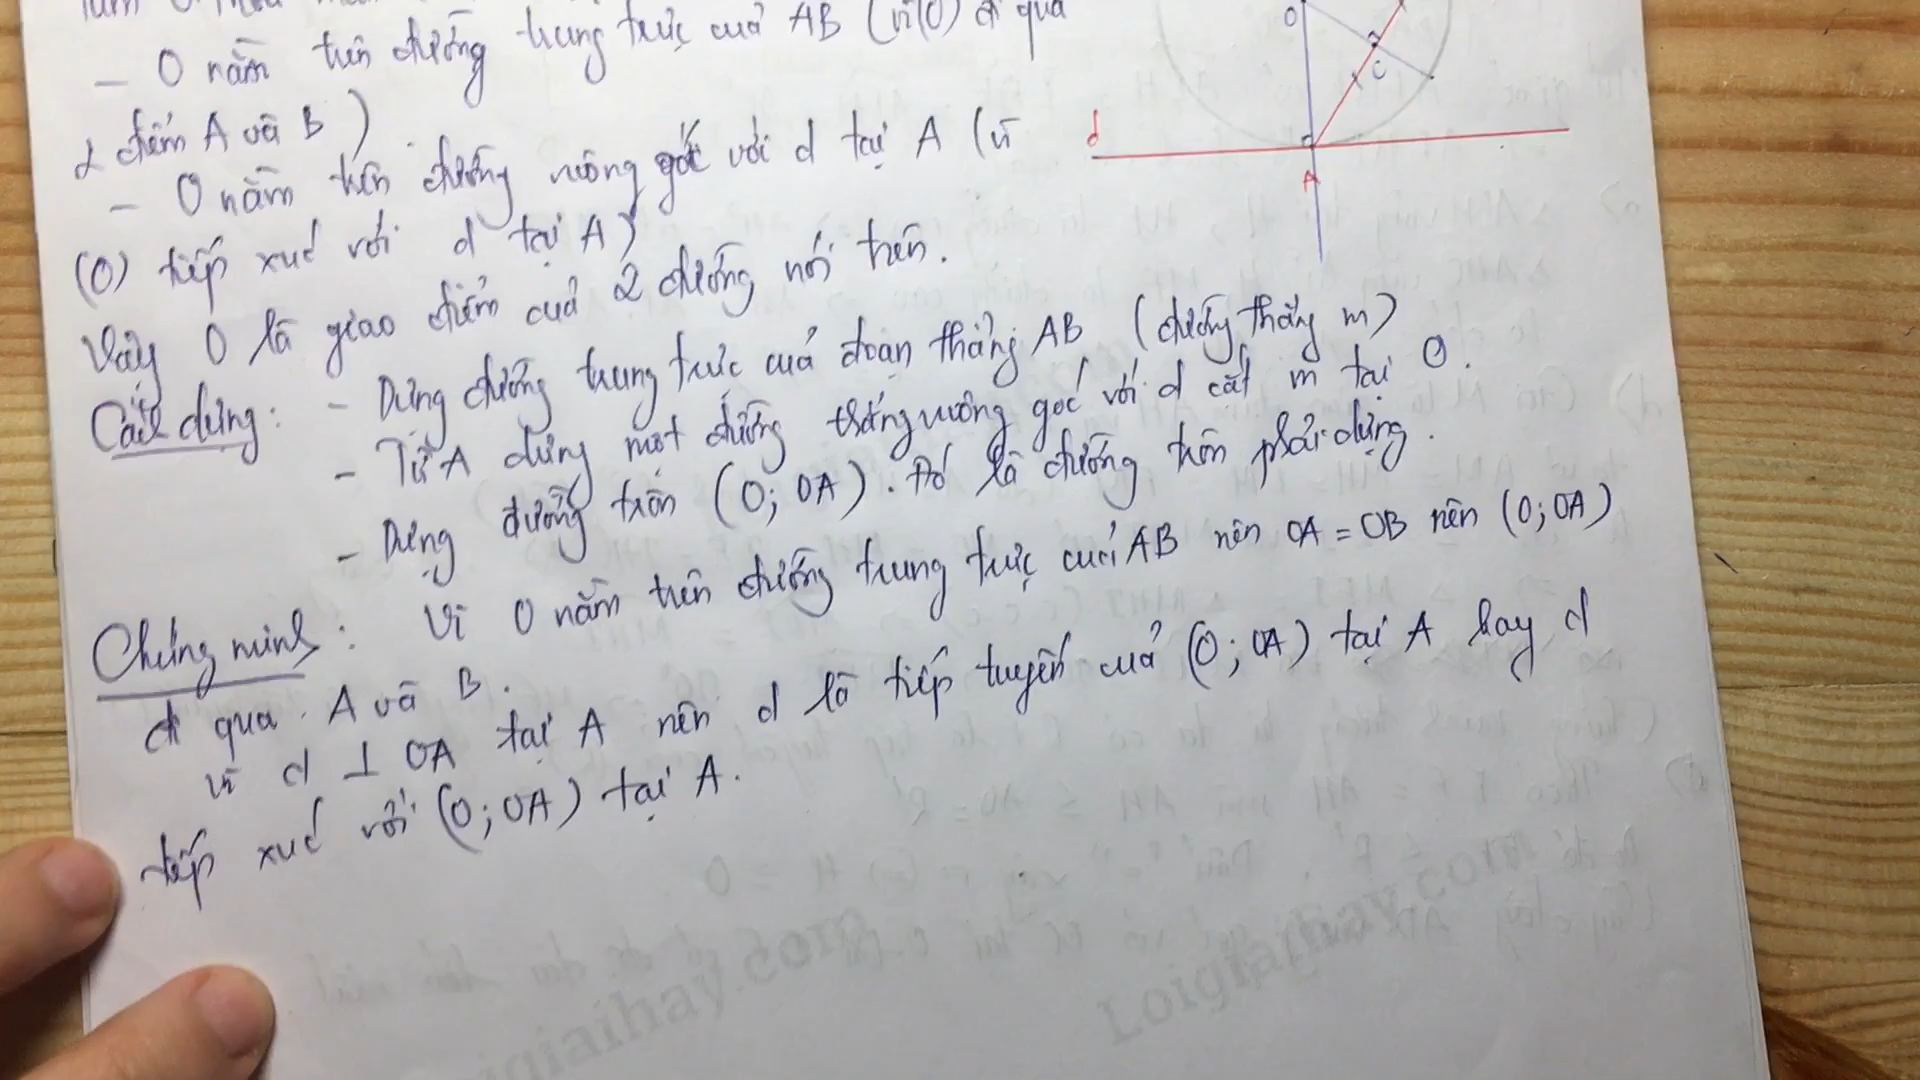 - O nằm trên đường trung trực của AB (vì (O) đi qua
2 điểm A và B)
- O nằm trên đường vuông góc với d tại A (vì
(O) tiếp xúc với d tại A)
Vậy O là giao điểm của 2 đường nói trên.
Cách dựng: - Dựng đường trung trực của đoạn thẳng AB (đường thẳng m)
- Từ A dựng một đường thẳng vuông góc với d cắt m tại O.
- Dựng đường tròn (O; OA). Đó là đường tròn phải dựng.
Chứng minh: Vì O nằm trên đường trung trực của AB nên OA = OB nên (O; OA)
đi qua A và B.
Vì d ⊥ OA tại A nên d là tiếp tuyến của (O; OA) tại A hay d
tiếp xúc với (O; OA) tại A.
O
C
d
A
Loigiaihay.com
igiaihay.com